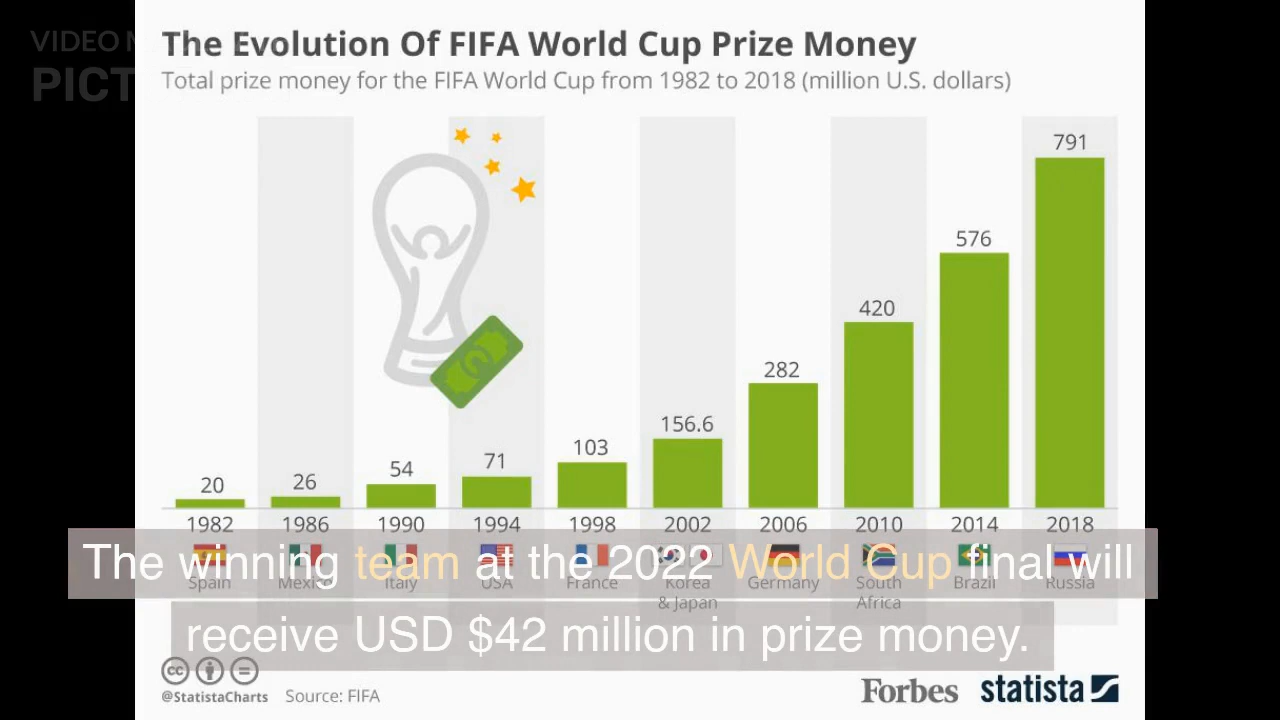 VIDEO
PICT
The Evolution Of FIFA World Cup Prize Money
Total prize money for the FIFA World Cup from 1982 to 2018 (million U.S. dollars)
791
576
420
282
156.6
103
71
54
26
20
1982 1986 1990 1994 1998 2002 2006 2010 2014 2018
Spain Mexico Italy USA France Korea & Japan Germany South Africa Brazil Russia
The winning team at the 2022 World Cup final will
receive USD $42 million in prize money.
cc
@StatistaCharts Source: FIFA
Forbes statista